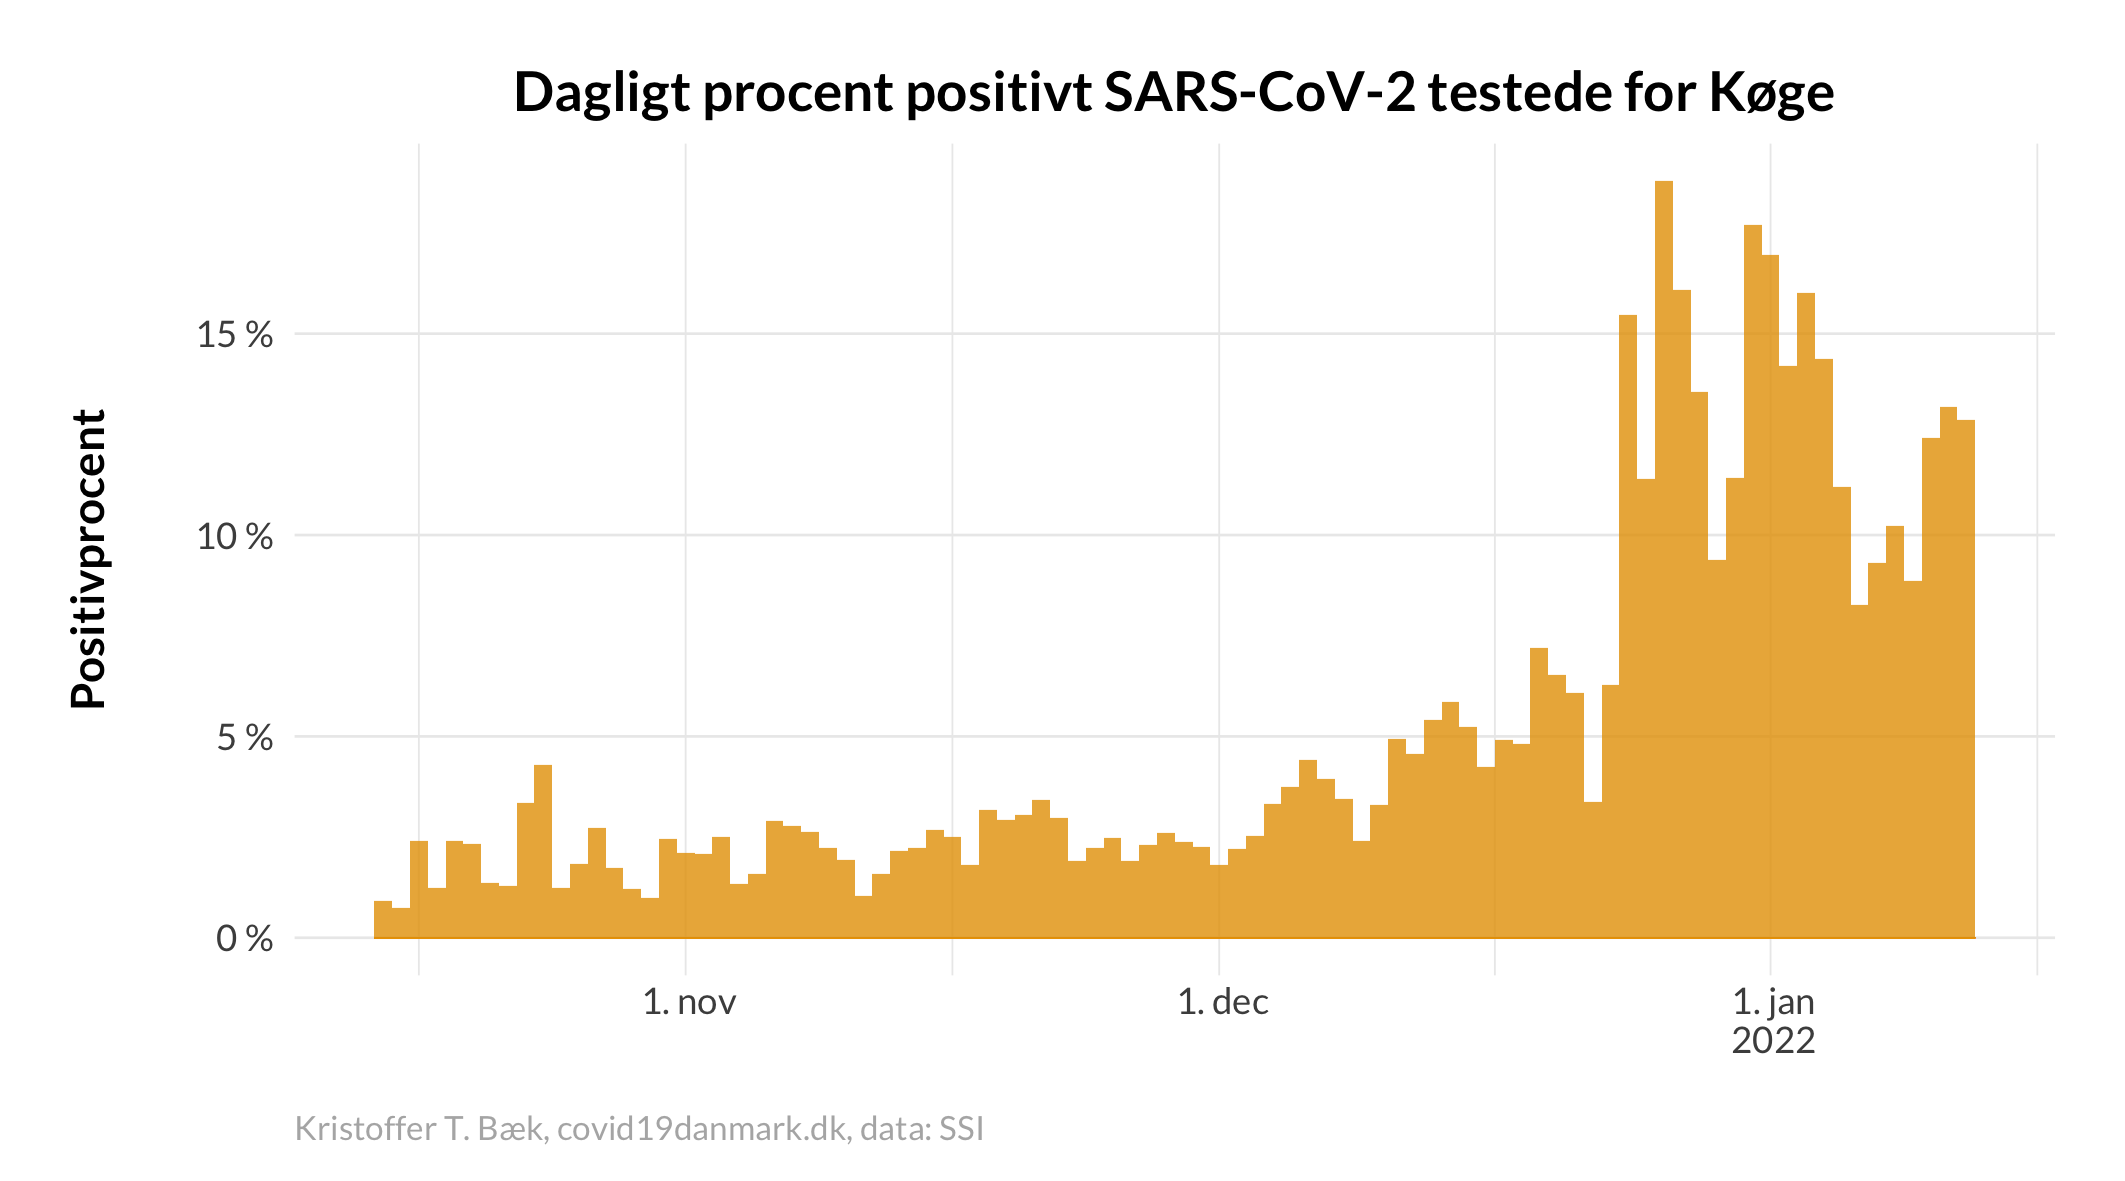 Dagligt procent positivt SARS-CoV-2 testede for Køge
Positivprocent
15 %
10 %
5 %
0 %
1. nov
1. dec
1. jan
2022
Kristoffer T. Bæk, covid19danmark.dk, data: SSI